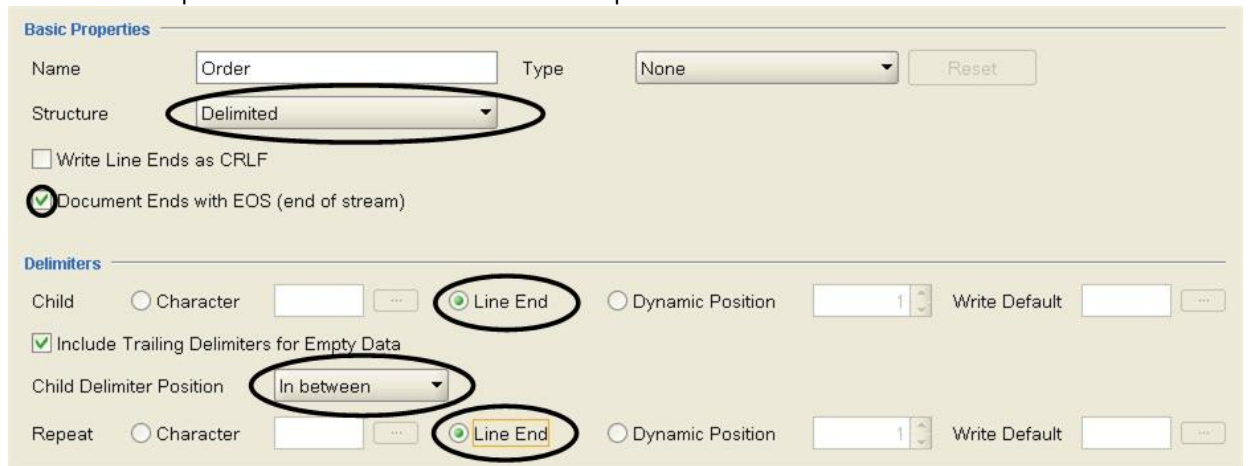 Basic Properties
Name Order Type None Reset
Structure Delimited
Write Line Ends as CRLF
Document Ends with EOS (end of stream)
Delimiters
Child Character ... Line End Dynamic Position 1 Write Default ...
Include Trailing Delimiters for Empty Data
Child Delimiter Position In between
Repeat Character ... Line End Dynamic Position 1 Write Default ...